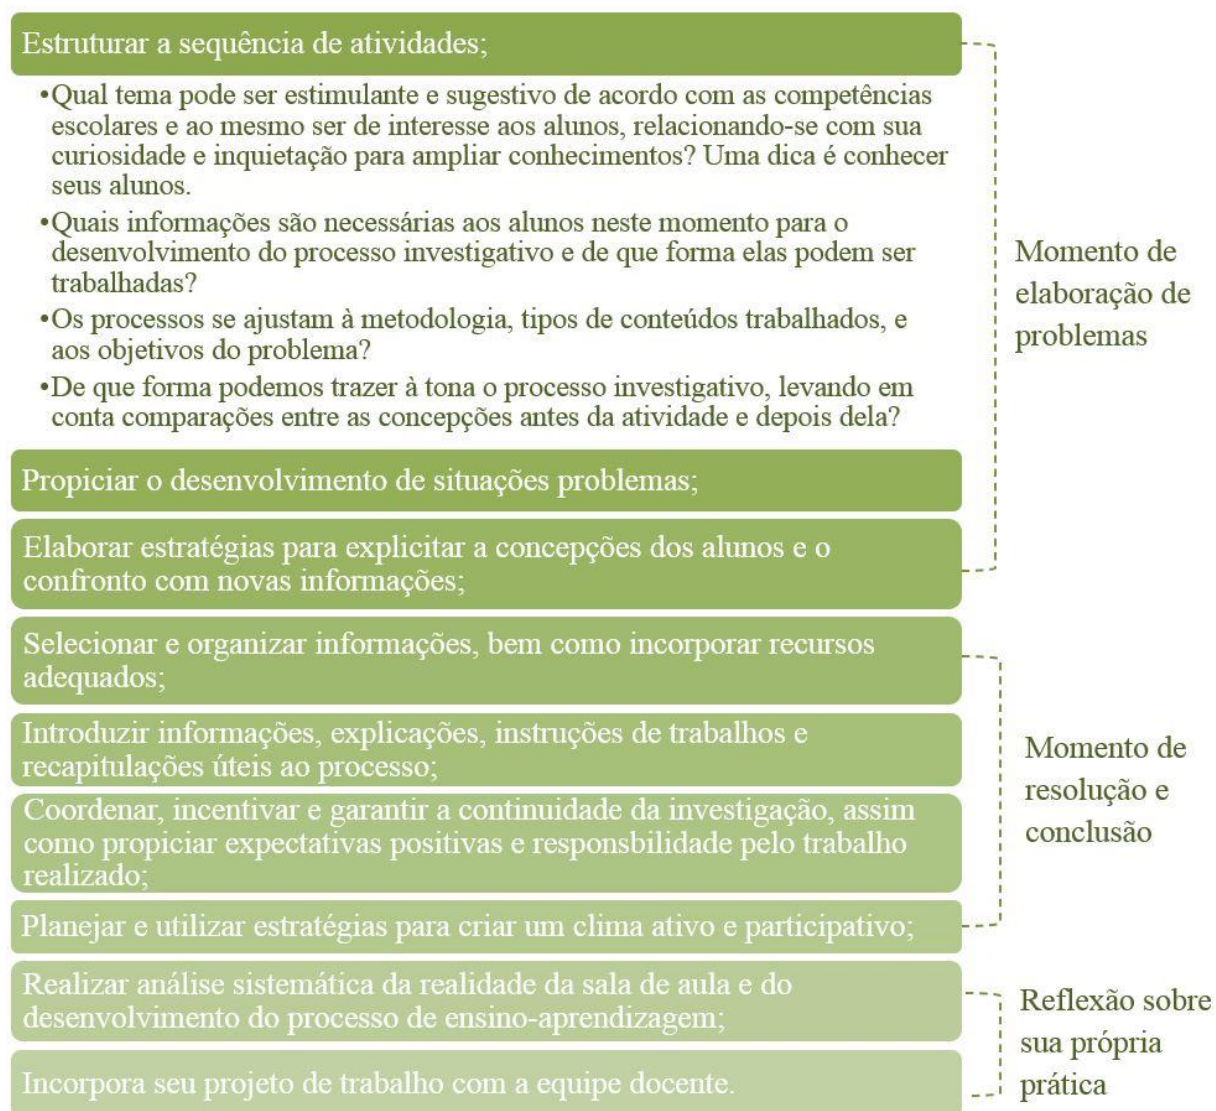 Estruturar a sequência de atividades;
•Qual tema pode ser estimulante e sugestivo de acordo com as competências
escolares e ao mesmo ser de interesse aos alunos, relacionando-se com sua
curiosidade e inquietação para ampliar conhecimentos? Uma dica é conhecer
seus alunos.
•Quais informações são necessárias aos alunos neste momento para o
desenvolvimento do processo investigativo e de que forma elas podem ser
trabalhadas?
•Os processos se ajustam à metodologia, tipos de conteúdos trabalhados, e
aos objetivos do problema?
•De que forma podemos trazer à tona o processo investigativo, levando em
conta comparações entre as concepções antes da atividade e depois dela?
Propiciar o desenvolvimento de situações problemas;
Elaborar estratégias para explicitar a concepções dos alunos e o
confronto com novas informações;
Momento de
elaboração de
problemas
Selecionar e organizar informações, bem como incorporar recursos
adequados;
Introduzir informações, explicações, instruções de trabalhos e
recapitulações úteis ao processo;
Coordenar, incentivar e garantir a continuidade da investigação, assim
como propiciar expectativas positivas e responsbilidade pelo trabalho
realizado;
Planejar e utilizar estratégias para criar um clima ativo e participativo;
Momento de
resolução e
conclusão
Realizar análise sistemática da realidade da sala de aula e do
desenvolvimento do processo de ensino-aprendizagem;
Incorpora seu projeto de trabalho com a equipe docente.
Reflexão sobre
sua própria
prática